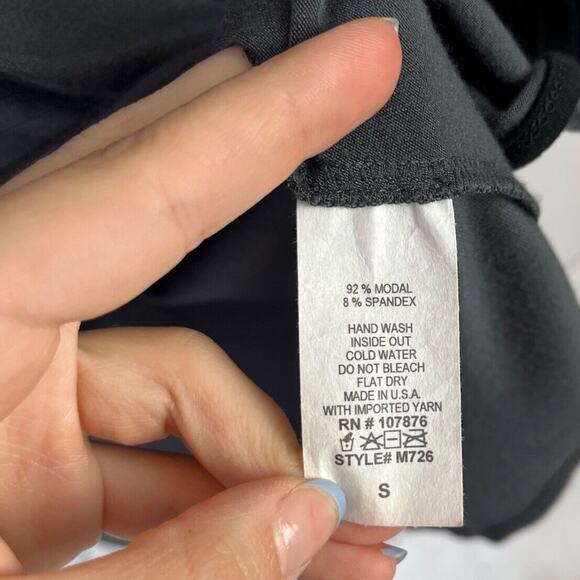 92 % MODAL
8 % SPANDEX
HAND WASH
INSIDE OUT
COLD WATER
DO NOT BLEACH
FLAT DRY
MADE IN U.S.A.
WITH IMPORTED YARN
RN # 107876
STYLE# M726
S